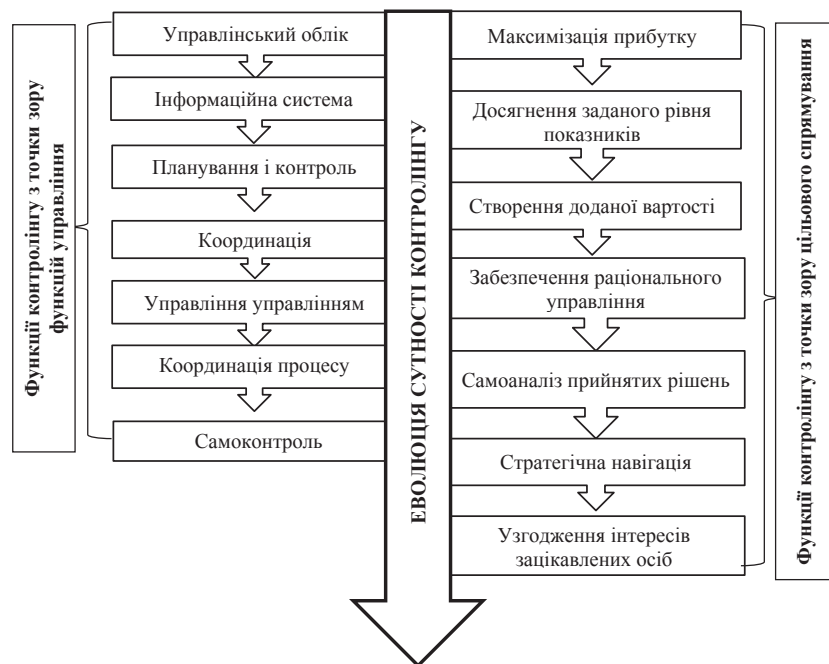 Функції контролінгу з точки зору
функцій управління
Управлінський облік
Інформаційна система
Планування і контроль
Координація
Управління управлінням
Координація процесу
Самоконтроль
ЕВОЛЮЦІЯ СУТНОСТІ КОНТРОЛІНГУ
Максимізація прибутку
Досягнення заданого рівня
показників
Створення доданої вартості
Забезпечення раціонального
управління
Самоаналіз прийнятих рішень
Стратегічна навігація
Узгодження інтересів
зацікавлених осіб
Функції контролінгу з точки зору цільового спрямування